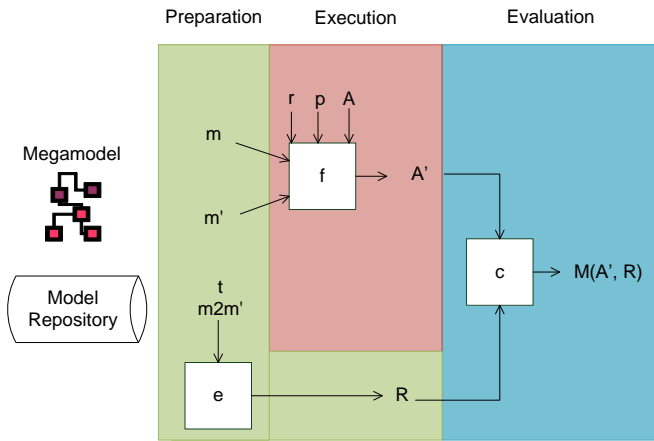 Preparation Execution Evaluation
r p A
m
Megamodel
f A’
m'
c M(A’, R)
Model
Repository
t
m2m'
e R